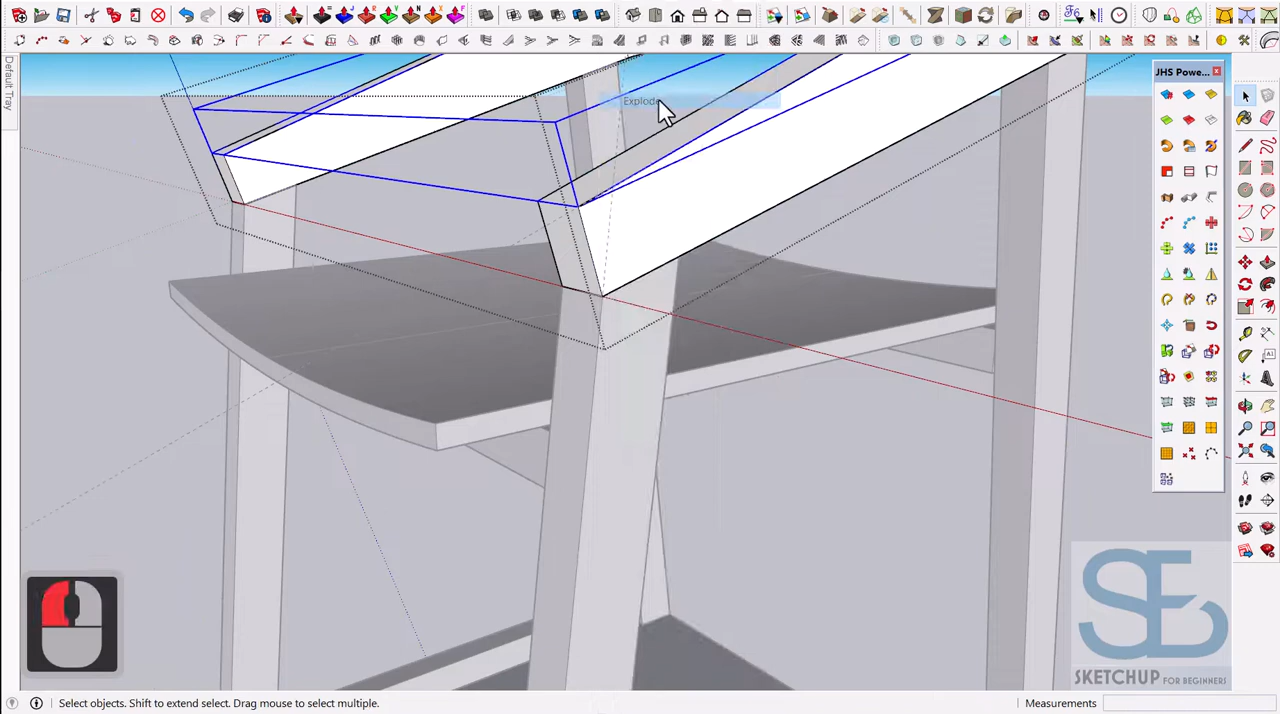 Default Tray
JHS Powe...
Explode
SE
SKETCHUP FOR BEGINNERS
Select objects. Shift to extend select. Drag mouse to select multiple.
Measurements